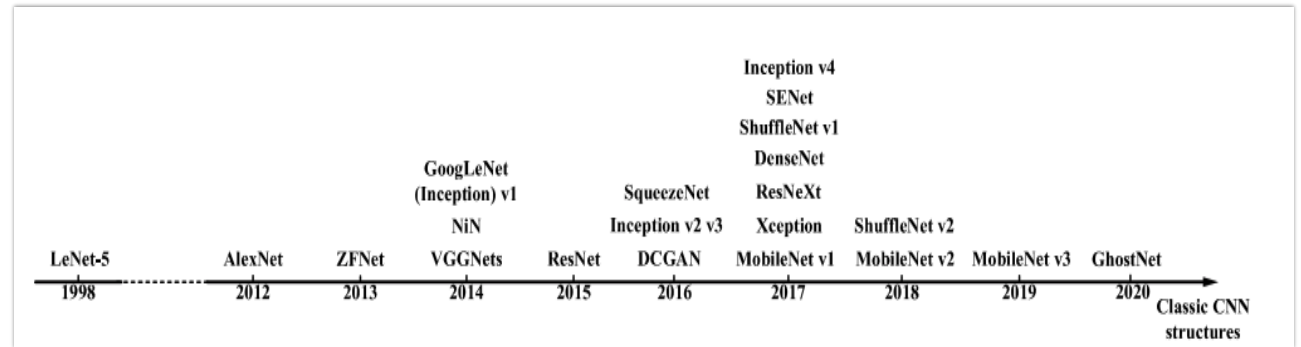 Inception v4
SENet
ShuffleNet v1
DenseNet
GoogLeNet
(Inception) v1
SqueezeNet
ResNeXt
NiN
Inception v2 v3
Xception
ShuffleNet v2
LeNet-5 AlexNet ZFNet VGGNets ResNet DCGAN MobileNet v1 MobileNet v2 MobileNet v3 GhostNet
1998 2012 2013 2014 2015 2016 2017 2018 2019 2020
Classic CNN
structures